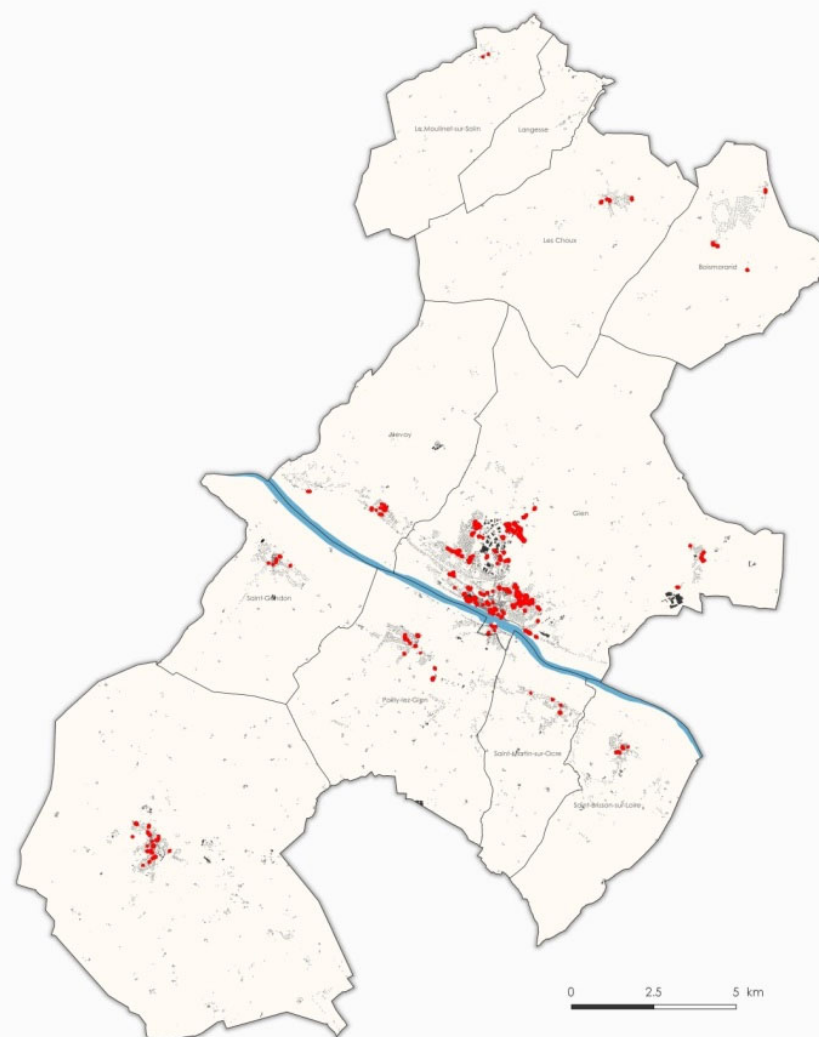 Le Moulinet-sur-Solin
Langesse
Les Choux
Boismorand
Nevoy
Gien
Saint-Gondon
Poilly-lez-Gien
Saint-Martin-sur-Ocre
Saint-Brisson-sur-Loire
0 2.5 5 km